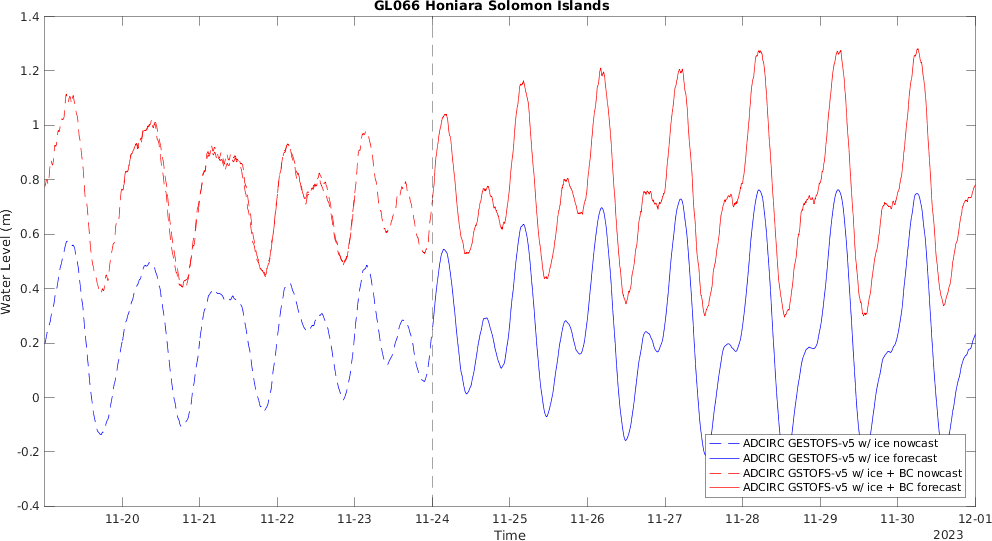 GL066 Honiara Solomon Islands
1.4
1.2
1
0.8
0.6
0.4
0.2
0
-0.2
-0.4
Water Level (m)
ADCIRC GESTOFS-v5 w/ ice nowcast
ADCIRC GESTOFS-v5 w/ ice forecast
ADCIRC GSTOFS-v5 w/ ice + BC nowcast
ADCIRC GSTOFS-v5 w/ ice + BC forecast
11-20 11-21 11-22 11-23 11-24 11-25 11-26 11-27 11-28 11-29 11-30 12-01
Time
2023